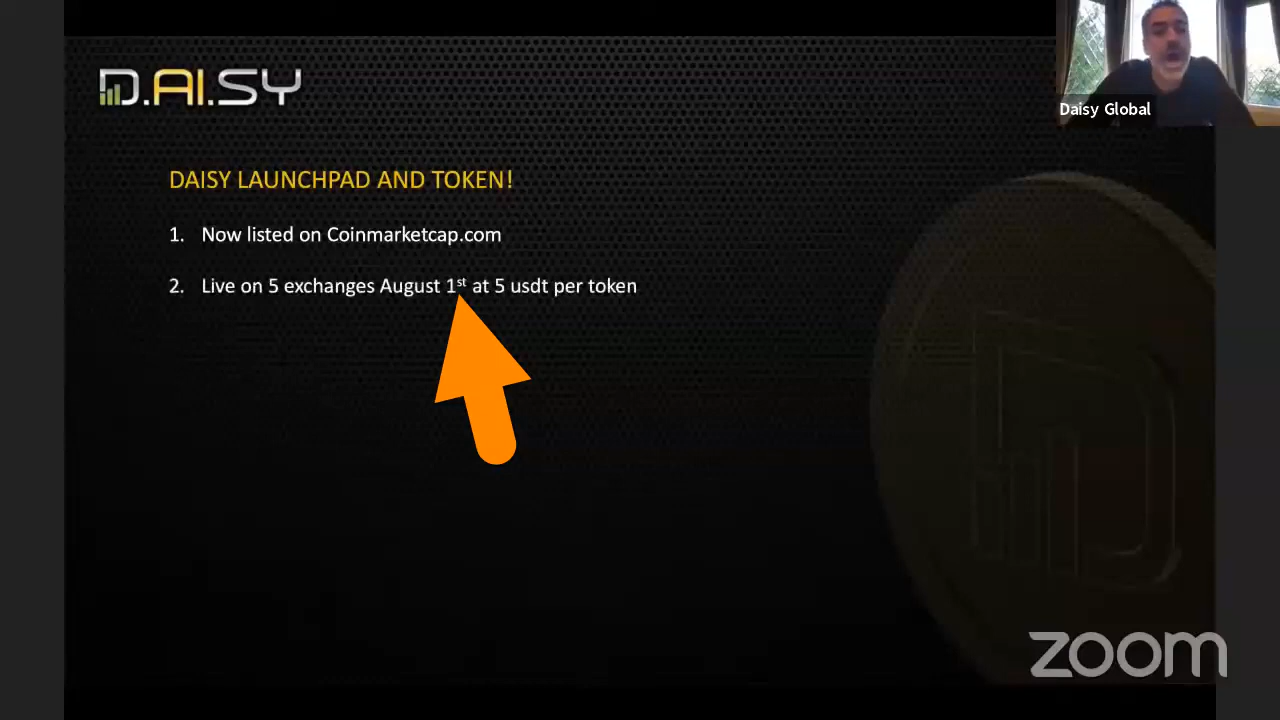 D.AI.SY
Daisy Global
DAISY LAUNCHPAD AND TOKEN!
1. Now listed on Coinmarketcap.com
2. Live on 5 exchanges August 1st at 5 usdt per token
zoom